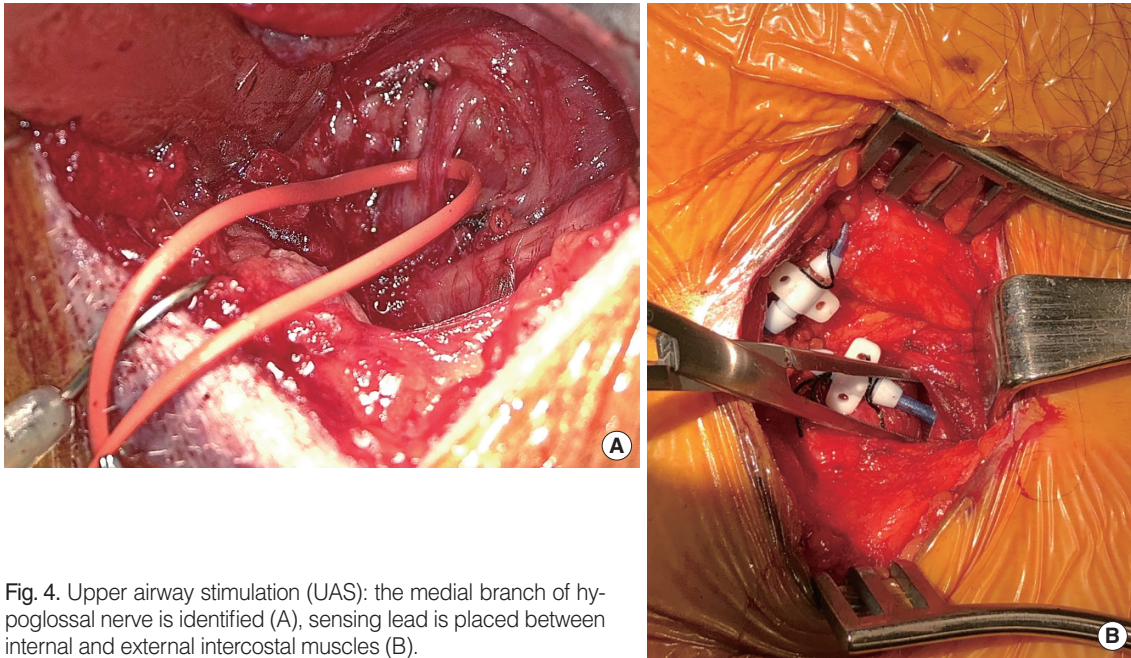 A
B
Fig. 4. Upper airway stimulation (UAS): the medial branch of hy-
poglossal nerve is identified (A), sensing lead is placed between
internal and external intercostal muscles (B).